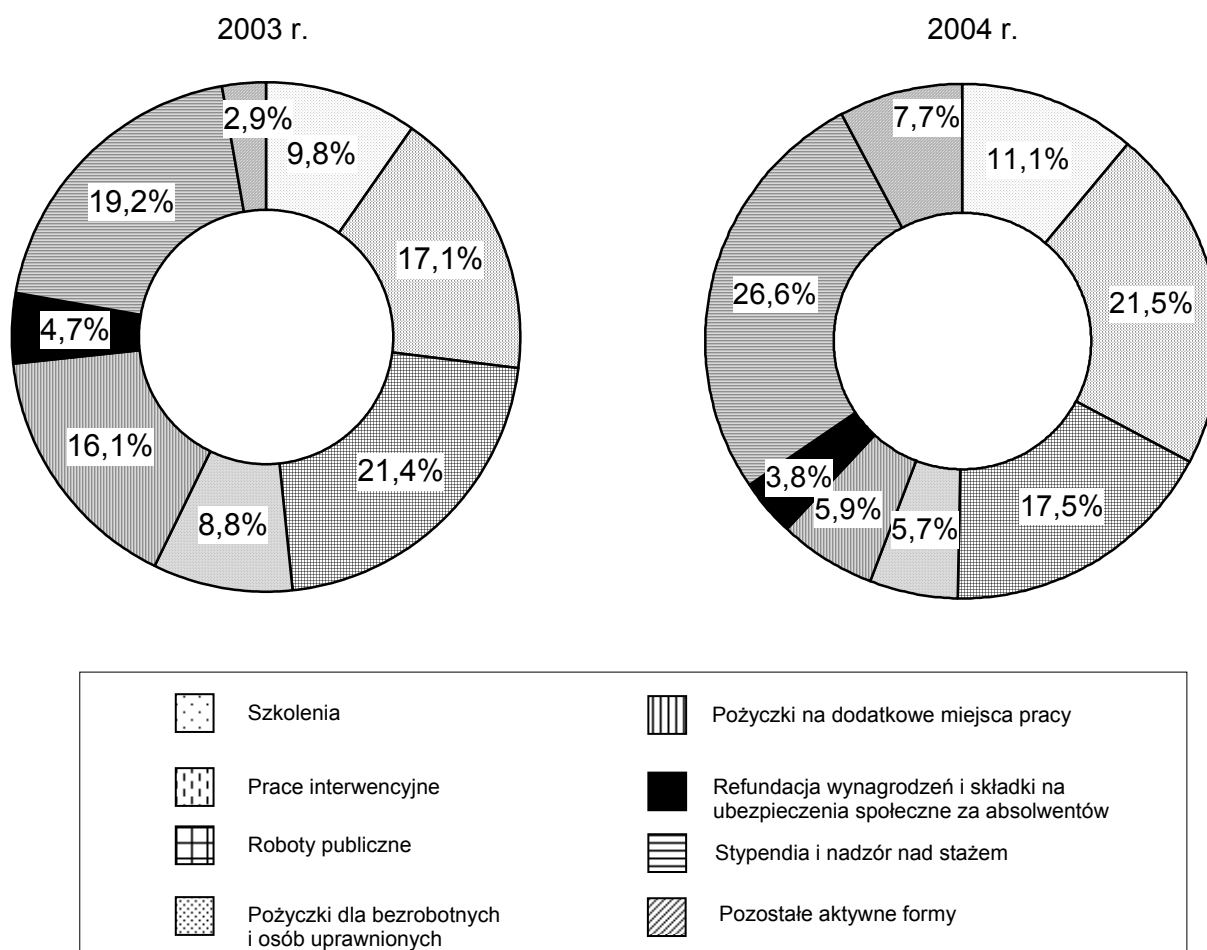 2003 r.
2004 r.
2,9%
9,8%
19,2%
17,1%
4,7%
16,1%
21,4%
8,8%
7,7%
11,1%
26,6%
21,5%
3,8%
5,9%
5,7%
17,5%
Szkolenia
Prace interwencyjne
Roboty publiczne
Pożyczki dla bezrobotnych
i osób uprawnionych
Pożyczki na dodatkowe miejsca pracy
Refundacja wynagrodzeń i składki na
ubezpieczenia społeczne za absolwentów
Stypendia i nadzór nad stażem
Pozostałe aktywne formy